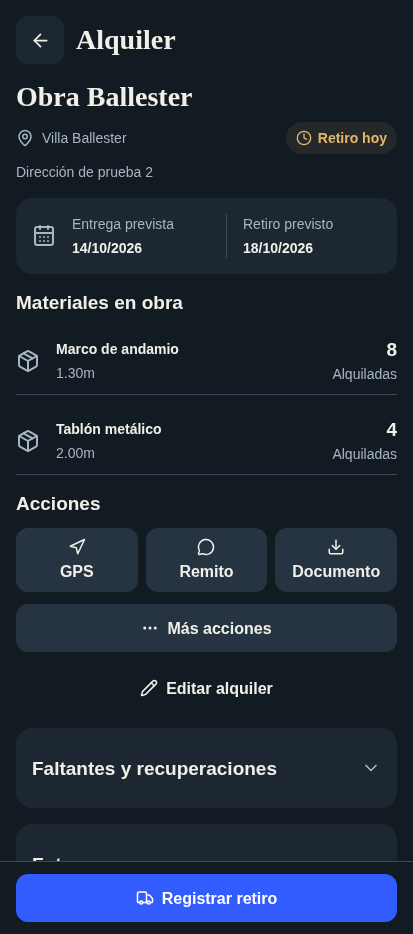 Alquiler
Obra Ballester
Villa Ballester
Retiro hoy
Dirección de prueba 2
Entrega prevista
14/10/2026
Retiro previsto
18/10/2026
Materiales en obra
Marco de andamio
8
1.30m
Alquiladas
Tablón metálico
4
2.00m
Alquiladas
Acciones
GPS
Remito
Documento
Más acciones
Editar alquiler
Faltantes y recuperaciones
Registrar retiro